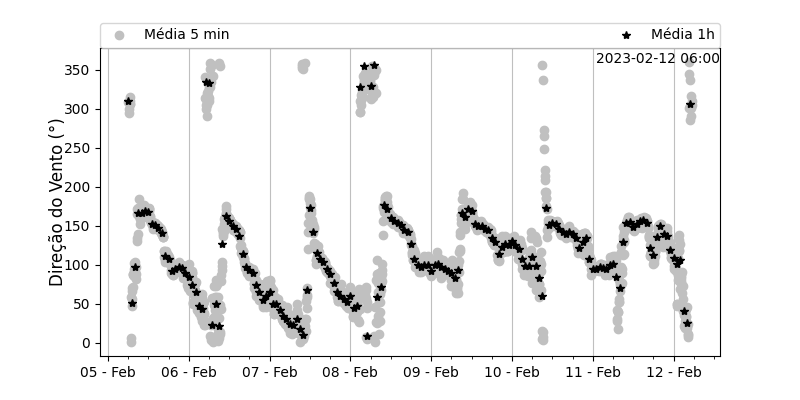 Média 5 min
Média 1h
2023-02-12 06:00
Direção do Vento (°)
350
300
250
200
150
100
50
0
05 - Feb
06 - Feb
07 - Feb
08 - Feb
09 - Feb
10 - Feb
11 - Feb
12 - Feb